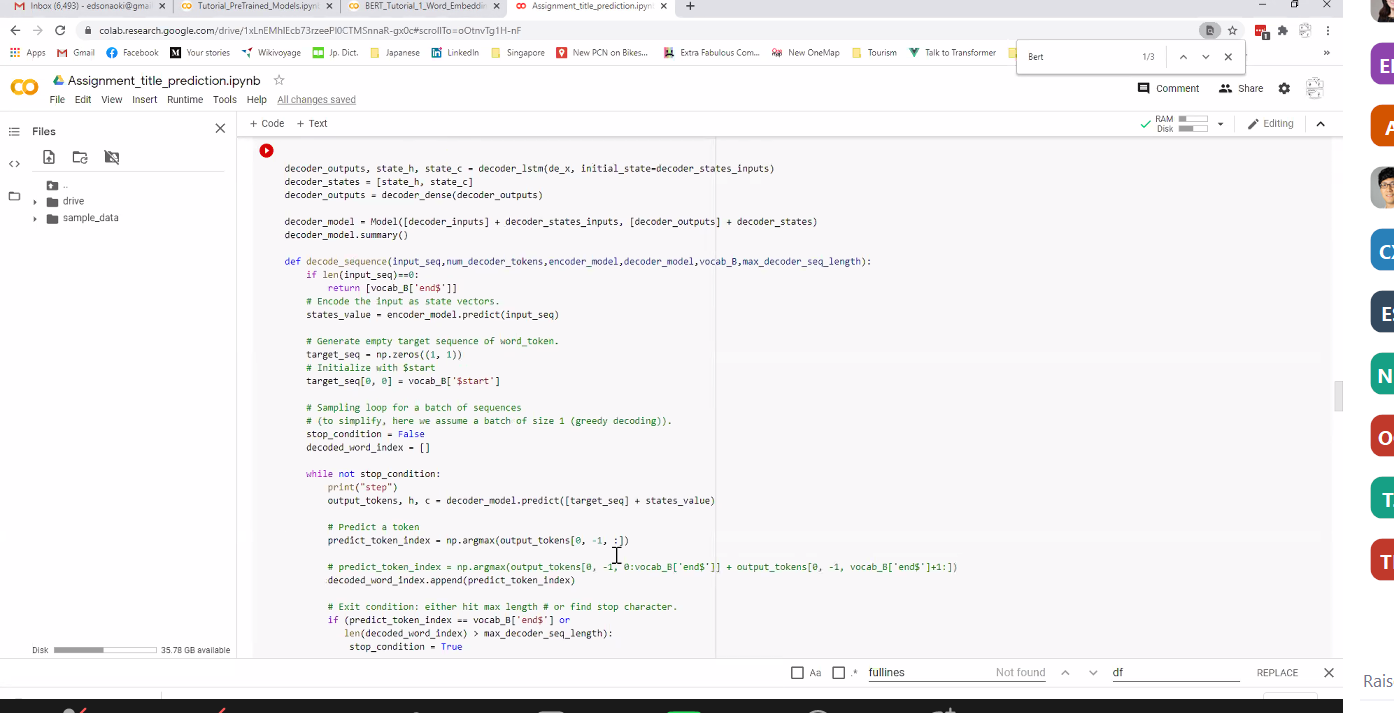 Inbox (6,493) - edsonaoki@gmai
Tutorial_PreTrained_Models.ipynb
BERT_Tutorial_1_Word_Embedding
Assignment_title_prediction.ipynb
colab.research.google.com/drive/1xLnEMhlEcb73rzeePl0CTMSnnaR-gx0c#scrollTo=oOtnvTg1H-nF
Apps Gmail Facebook Your stories Wikivoyage Jp. Dict. Japanese LinkedIn Singapore New PCN on Bikes... Extra Fabulous Com... New OneMap Tourism Talk to Transformer
Bert 1/3
Assignment_title_prediction.ipynb
File Edit View Insert Runtime Tools Help All changes saved
Comment Share
Files
+ Code + Text
RAM
Disk
Editing
..
drive
sample_data
decoder_outputs, state_h, state_c = decoder_lstm(de_x, initial_state=decoder_states_inputs)
decoder_states = [state_h, state_c]
decoder_outputs = decoder_dense(decoder_outputs)
decoder_model = Model([decoder_inputs] + decoder_states_inputs, [decoder_outputs] + decoder_states)
decoder_model.summary()
def decode_sequence(input_seq,num_decoder_tokens,encoder_model,decoder_model,vocab_B,max_decoder_seq_length):
if len(input_seq)==0:
return [vocab_B['end$']]
# Encode the input as state vectors.
states_value = encoder_model.predict(input_seq)
# Generate empty target sequence of word_token.
target_seq = np.zeros((1, 1))
# Initialize with $start
target_seq[0, 0] = vocab_B['$start']
# Sampling loop for a batch of sequences
# (to simplify, here we assume a batch of size 1 (greedy decoding)).
stop_condition = False
decoded_word_index = []
while not stop_condition:
print("step")
output_tokens, h, c = decoder_model.predict([target_seq] + states_value)
# Predict a token
predict_token_index = np.argmax(output_tokens[0, -1, :])
# predict_token_index = np.argmax(output_tokens[0, -1, 0:vocab_B['end$']] + output_tokens[0, -1, vocab_B['end$']+1:])
decoded_word_index.append(predict_token_index)
# Exit condition: either hit max length # or find stop character.
if (predict_token_index == vocab_B['end$'] or
len(decoded_word_index) > max_decoder_seq_length):
stop_condition = True
Disk 35.78 GB available
Aa .* fullines Not found df REPLACE
CX
N
Rais